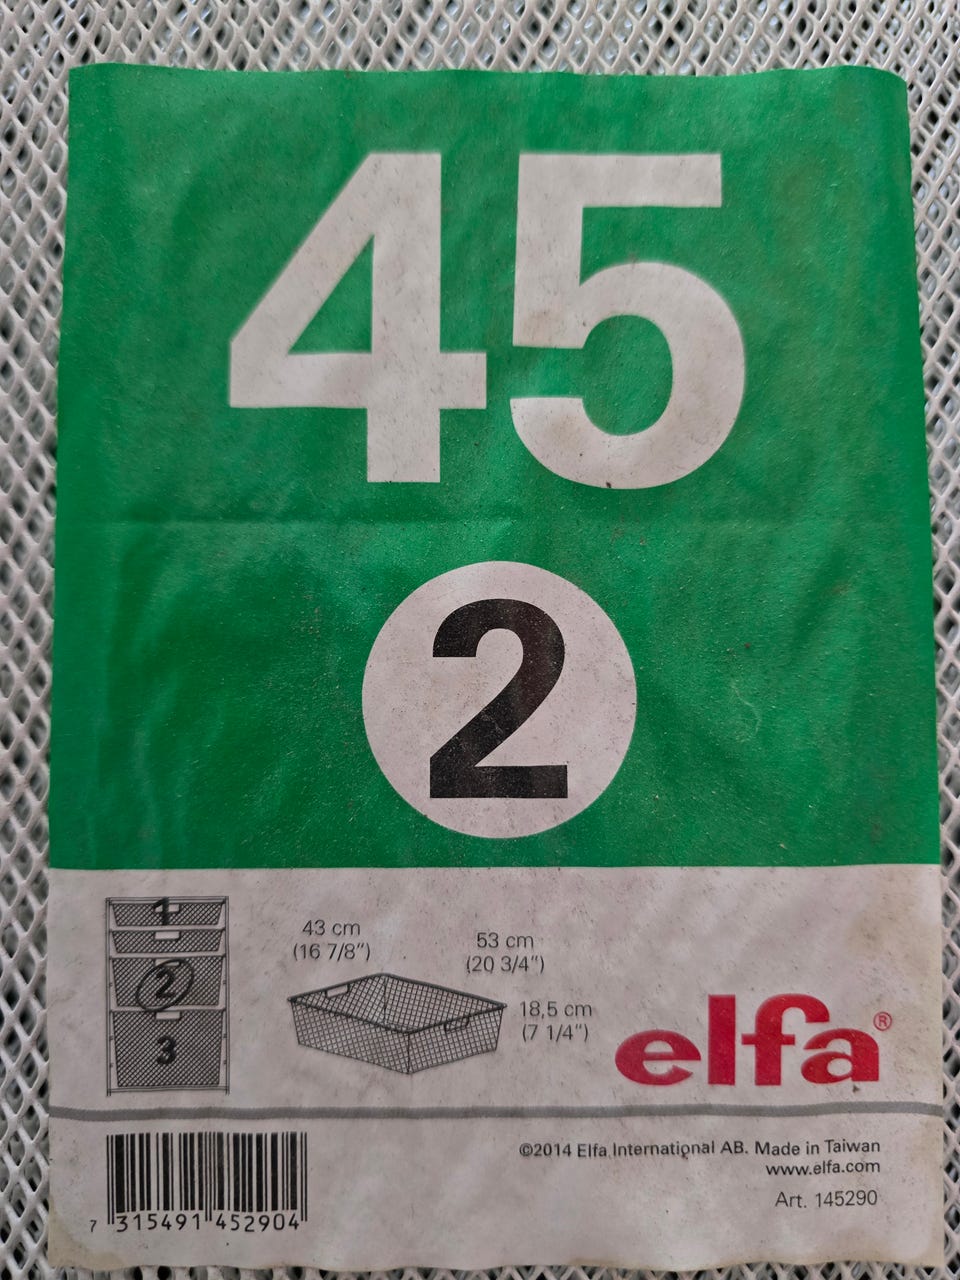 45
2
1
2
3
43 cm
(16 7/8")
53 cm
(20 3/4")
18,5 cm
(7 1/4")
elfa®
©2014 Elfa International AB. Made in Taiwan
www.elfa.com
Art. 145290
7 315491 452904